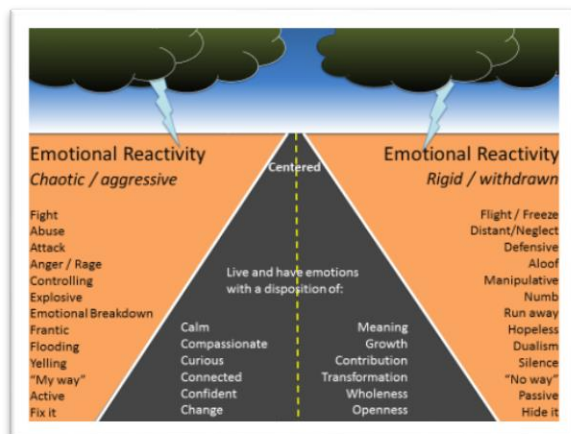 Emotional Reactivity
Chaotic / aggressive
Fight
Abuse
Attack
Anger / Rage
Controlling
Explosive
Emotional Breakdown
Frantic
Flooding
Yelling
"My way"
Active
Fix it
Centered
Live and have emotions
with a disposition of:
Calm
Compassionate
Curious
Connected
Confident
Change
Meaning
Growth
Contribution
Transformation
Wholeness
Openness
Emotional Reactivity
Rigid / withdrawn
Flight / Freeze
Distant/Neglect
Defensive
Aloof
Manipulative
Numb
Run away
Hopeless
Dualism
Silence
"No way"
Passive
Hide it